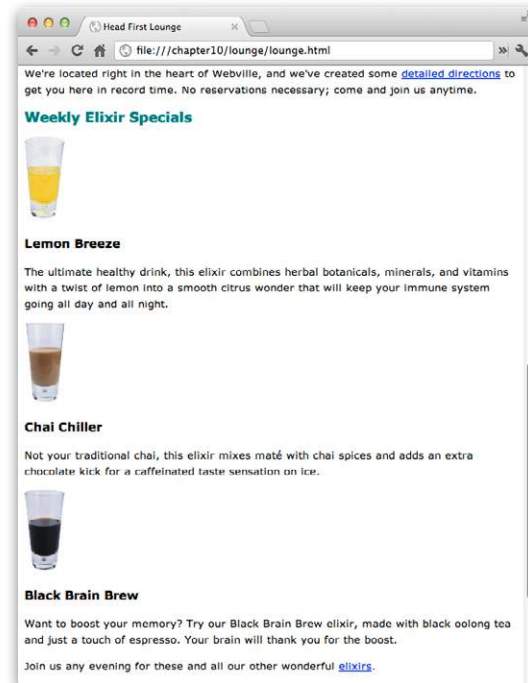 Head First Lounge
file:///chapter10/lounge/lounge.html
We're located right in the heart of Webville, and we've created some detailed directions to
get you here in record time. No reservations necessary; come and join us anytime.
Weekly Elixir Specials
Lemon Breeze
The ultimate healthy drink, this elixir combines herbal botanicals, minerals, and vitamins
with a twist of lemon into a smooth citrus wonder that will keep your immune system
going all day and all night.
Chai Chiller
Not your traditional chai, this elixir mixes maté with chai spices and adds an extra
chocolate kick for a caffeinated taste sensation on ice.
Black Brain Brew
Want to boost your memory? Try our Black Brain Brew elixir, made with black oolong tea
and just a touch of espresso. Your brain will thank you for the boost.
Join us any evening for these and all our other wonderful elixirs.